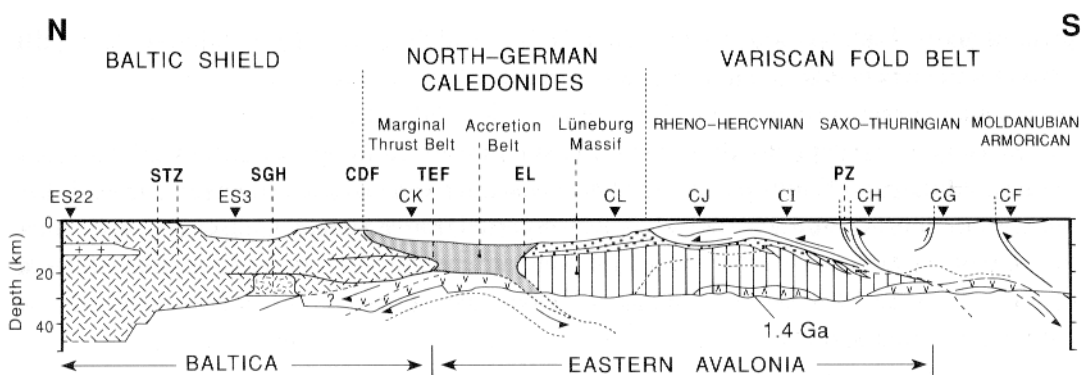 N S
BALTIC SHIELD NORTH-GERMAN CALEDONIDES VARISCAN FOLD BELT
Marginal Thrust Belt Accretion Belt Lüneburg Massif RHENO-HERCYNIAN SAXO-THURINGIAN MOLDANUBIAN ARMORICAN
STZ SGH CDF TEF EL PZ
ES22 ES3 CK CL CJ CI CH CG CF
Depth (km)
0
20
40
?
1.4 Ga
BALTICA EASTERN AVALONIA